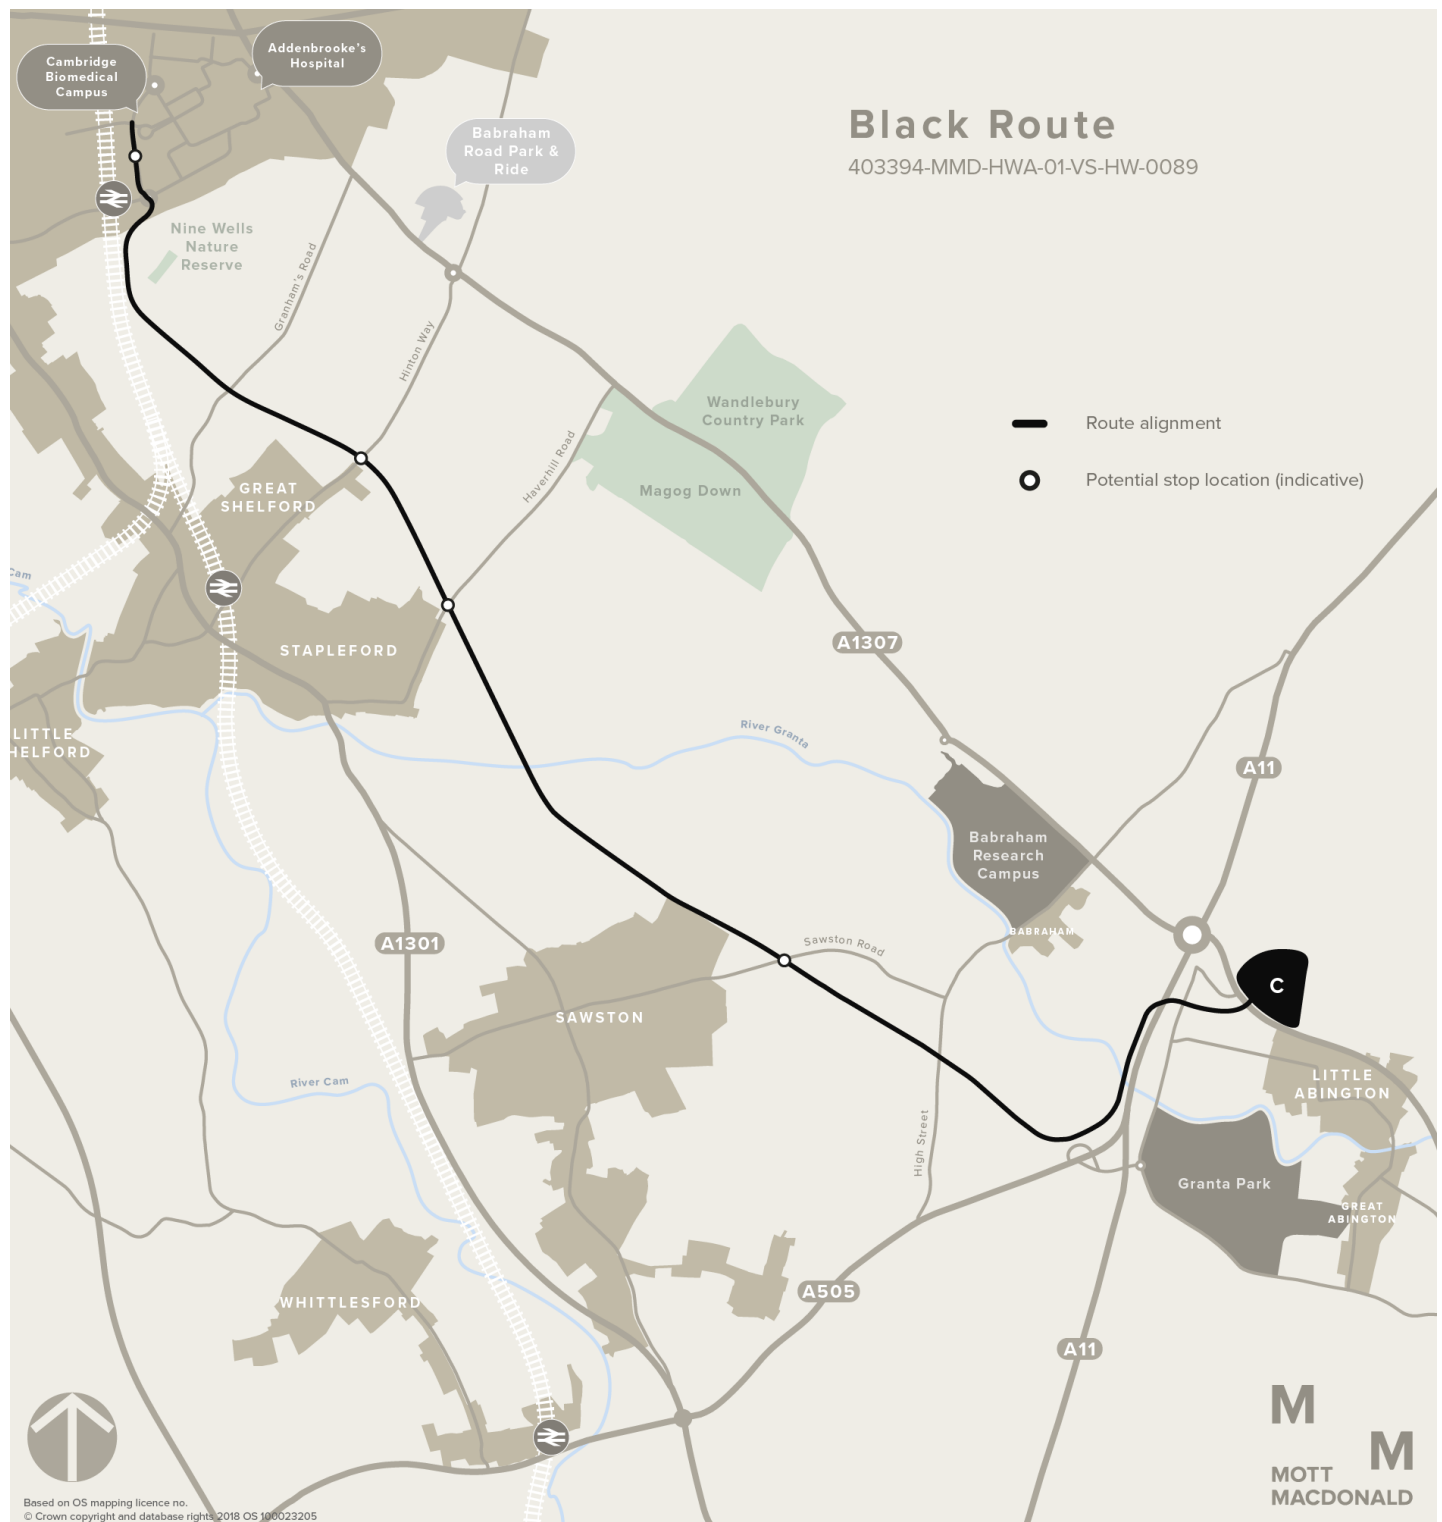 Cambridge
Biomedical
Campus
Addenbrooke's
Hospital
Babraham
Road Park &
Ride
Black Route
403394-MMD-HWA-01-VS-HW-0089
Nine Wells
Nature
Reserve
Granham's Road
Hinton Way
Haverhill Road
Wandlebury
Country Park
Magog Down
Route alignment
Potential stop location (indicative)
GREAT
SHELFORD
Cam
STAPLEFORD
A1307
LITTLE
HELFORD
River Granta
A11
Babraham
Research
Campus
BABRAHAM
A1301
Sawston Road
C
SAWSTON
River Cam
LITTLE
ABINGTON
High Street
Granta Park
GREAT
ABINGTON
WHITTLESFORD
A505
A11
M
M
MOTT
MACDONALD
Based on OS mapping licence no.
© Crown copyright and database rights 2018 OS 100023205